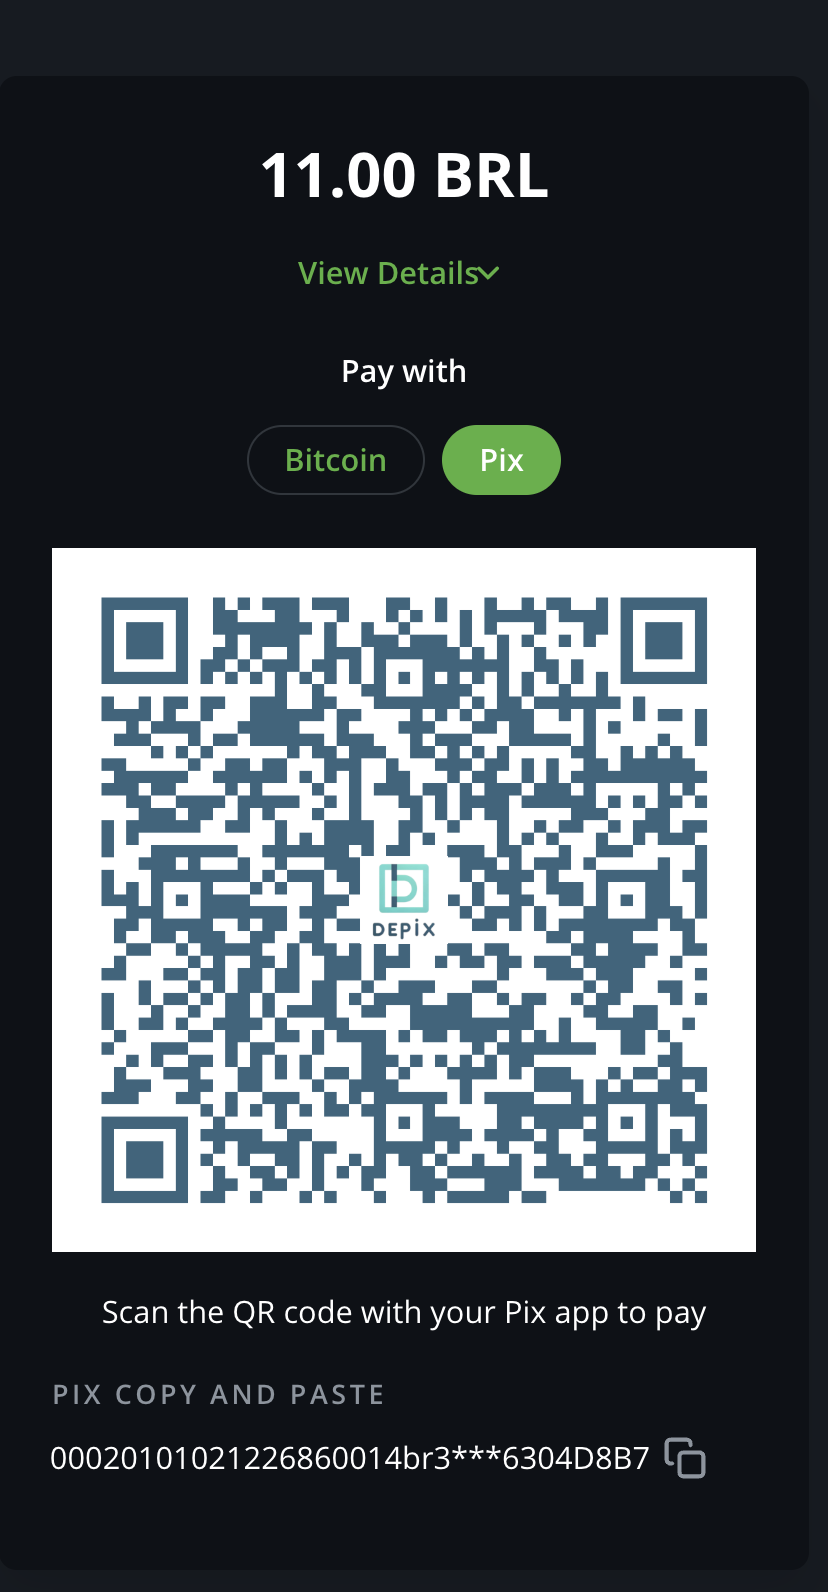 11.00 BRL
View Details
Pay with
Bitcoin Pix
DEPiX
Scan the QR code with your Pix app to pay
PIX COPY AND PASTE
00020101021226860014br3***6304D8B7